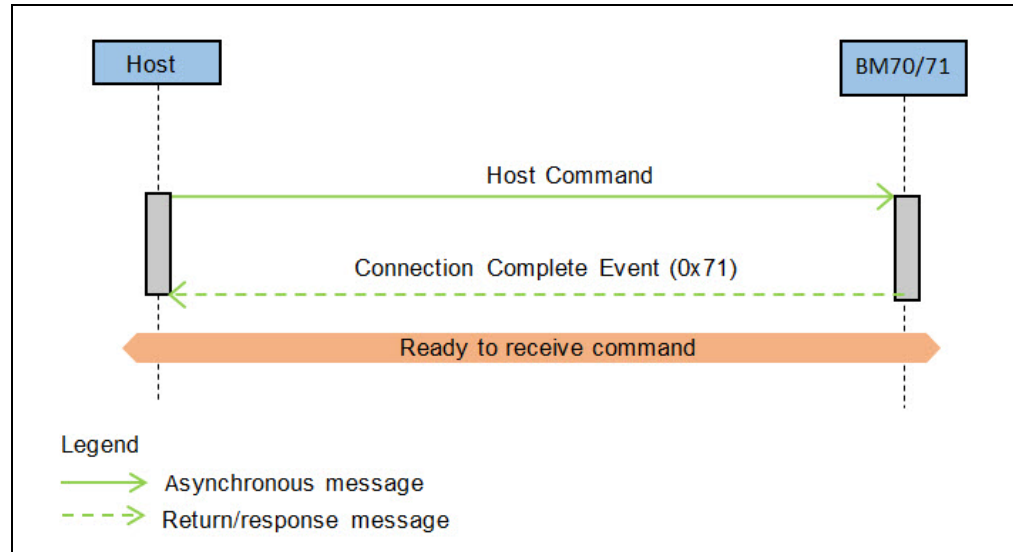 Host
BM70/71
Host Command
Connection Complete Event (0x71)
Ready to receive command
Legend
Asynchronous message
Return/response message